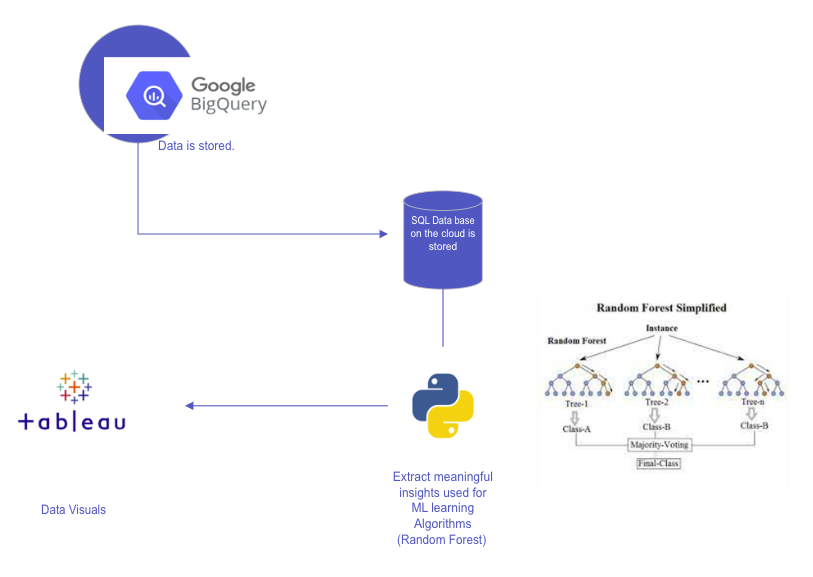 Google
BigQuery
Data is stored.
SQL Data base
on the cloud is
stored
Random Forest Simplified
Instance
Random Forest
Tree-1
Tree-2
...
Tree-n
Class-A
Class-B
Class-B
Majority-Voting
Final-Class
+ableau
Extract meaningful
insights used for
ML learning
Algorithms
(Random Forest)
Data Visuals